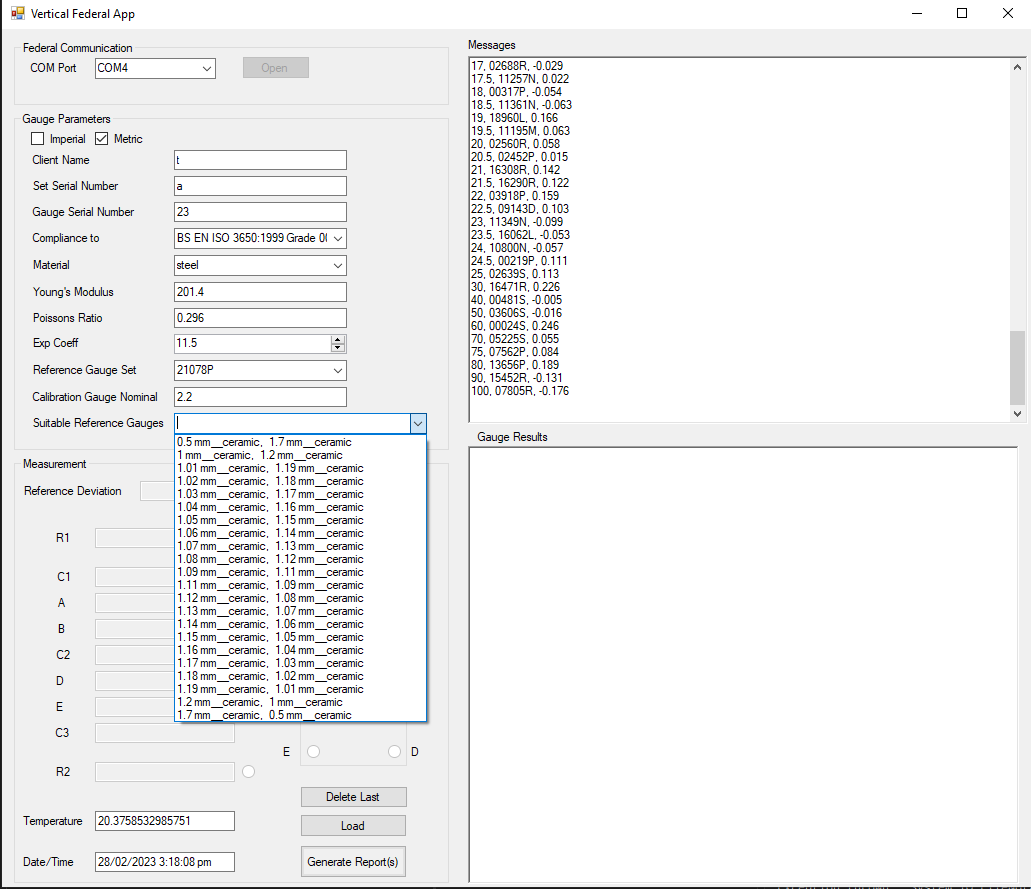 Vertical Federal App
Federal Communication
COM Port COM4 Open
Gauge Parameters
Imperial Metric
Client Name t
Set Serial Number a
Gauge Serial Number 23
Compliance to BS EN ISO 3650:1999 Grade 0(
Material steel
Young's Modulus 201.4
Poissons Ratio 0.296
Exp Coeff 11.5
Reference Gauge Set 21078P
Calibration Gauge Nominal 2.2
Suitable Reference Gauges
0.5 mm__ceramic, 1.7 mm__ceramic
1 mm__ceramic, 1.2 mm__ceramic
1.01 mm__ceramic, 1.19 mm__ceramic
1.02 mm__ceramic, 1.18 mm__ceramic
1.03 mm__ceramic, 1.17 mm__ceramic
1.04 mm__ceramic, 1.16 mm__ceramic
1.05 mm__ceramic, 1.15 mm__ceramic
1.06 mm__ceramic, 1.14 mm__ceramic
1.07 mm__ceramic, 1.13 mm__ceramic
1.08 mm__ceramic, 1.12 mm__ceramic
1.09 mm__ceramic, 1.11 mm__ceramic
1.11 mm__ceramic, 1.09 mm__ceramic
1.12 mm__ceramic, 1.08 mm__ceramic
1.13 mm__ceramic, 1.07 mm__ceramic
1.14 mm__ceramic, 1.06 mm__ceramic
1.15 mm__ceramic, 1.05 mm__ceramic
1.16 mm__ceramic, 1.04 mm__ceramic
1.17 mm__ceramic, 1.03 mm__ceramic
1.18 mm__ceramic, 1.02 mm__ceramic
1.19 mm__ceramic, 1.01 mm__ceramic
1.2 mm__ceramic, 1 mm__ceramic
1.7 mm__ceramic, 0.5 mm__ceramic
Measurement
Reference Deviation
R1
C1
A
B
C2
D
E
C3
R2
E D
Delete Last
Temperature 20.3758532985751
Load
Date/Time 28/02/2023 3:18:08 pm
Generate Report(s)
Messages
17, 02688R, -0.029
17.5, 11257N, 0.022
18, 00317P, -0.054
18.5, 11361N, -0.063
19, 18960L, 0.166
19.5, 11195M, 0.063
20, 02560R, 0.058
20.5, 02452P, 0.015
21, 16308R, 0.142
21.5, 16290R, 0.122
22, 03918P, 0.159
22.5, 09143D, 0.103
23, 11349N, -0.099
23.5, 16062L, -0.053
24, 10800N, -0.057
24.5, 00219P, 0.111
25, 02639S, 0.113
30, 16471R, 0.226
40, 00481S, -0.005
50, 03606S, -0.016
60, 00024S, 0.246
70, 05225S, 0.055
75, 07562P, 0.084
80, 13656P, 0.189
90, 15452R, -0.131
100, 07805R, -0.176
Gauge Results